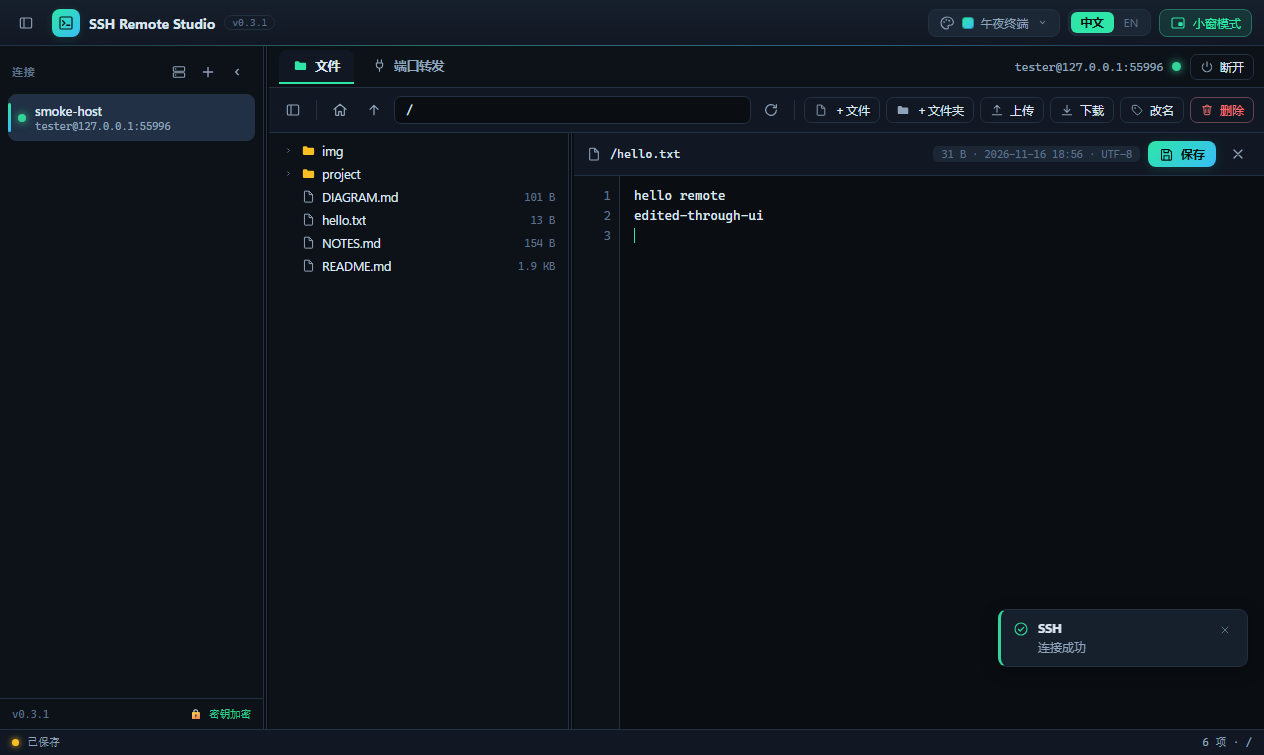 SSH Remote Studio v0.3.1 午夜终端 中文 EN 小窗模式
连接
smoke-host
tester@127.0.0.1:55996
文件 端口转发 tester@127.0.0.1:55996 断开
/ +文件 +文件夹 上传 下载 改名 删除
img
project
DIAGRAM.md 101 B
hello.txt 13 B
NOTES.md 154 B
README.md 1.9 KB
/hello.txt 31 B · 2026-11-16 18:56 · UTF-8 保存
1 hello remote
2 edited-through-ui
3
SSH
连接成功
v0.3.1 密钥加密
已保存 6 项 · /